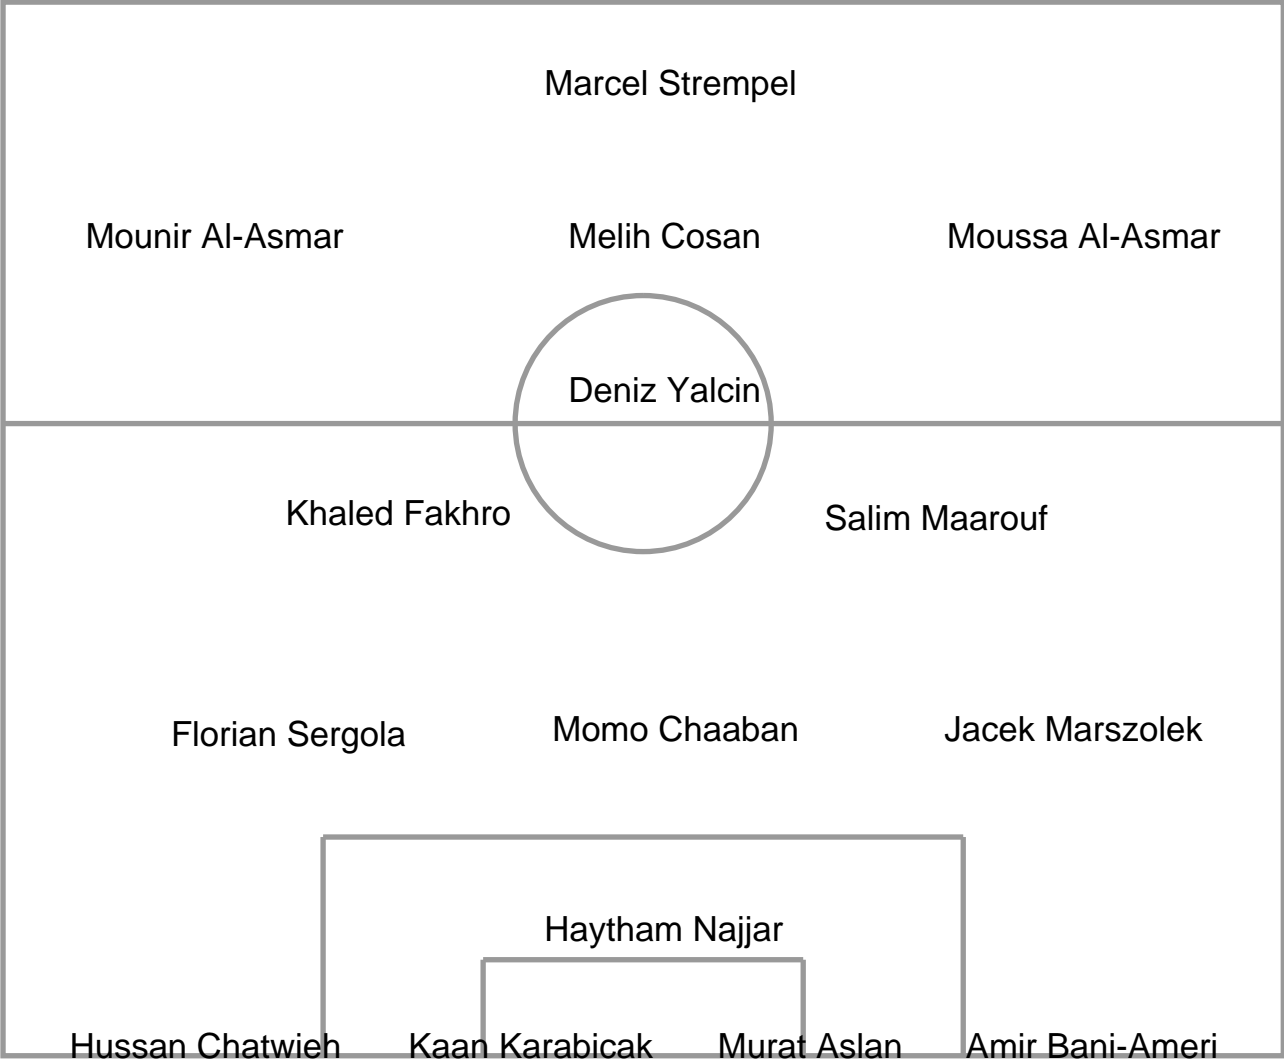 Marcel Strempel
Mounir Al-Asmar Melih Cosan Moussa Al-Asmar
Deniz Yalcin
Khaled Fakhro Salim Maarouf
Florian Sergola Momo Chaaban Jacek Marszolek
Haytham Najjar
Hussan Chatwieh Kaan Karabicak Murat Aslan Amir Bani-Ameri